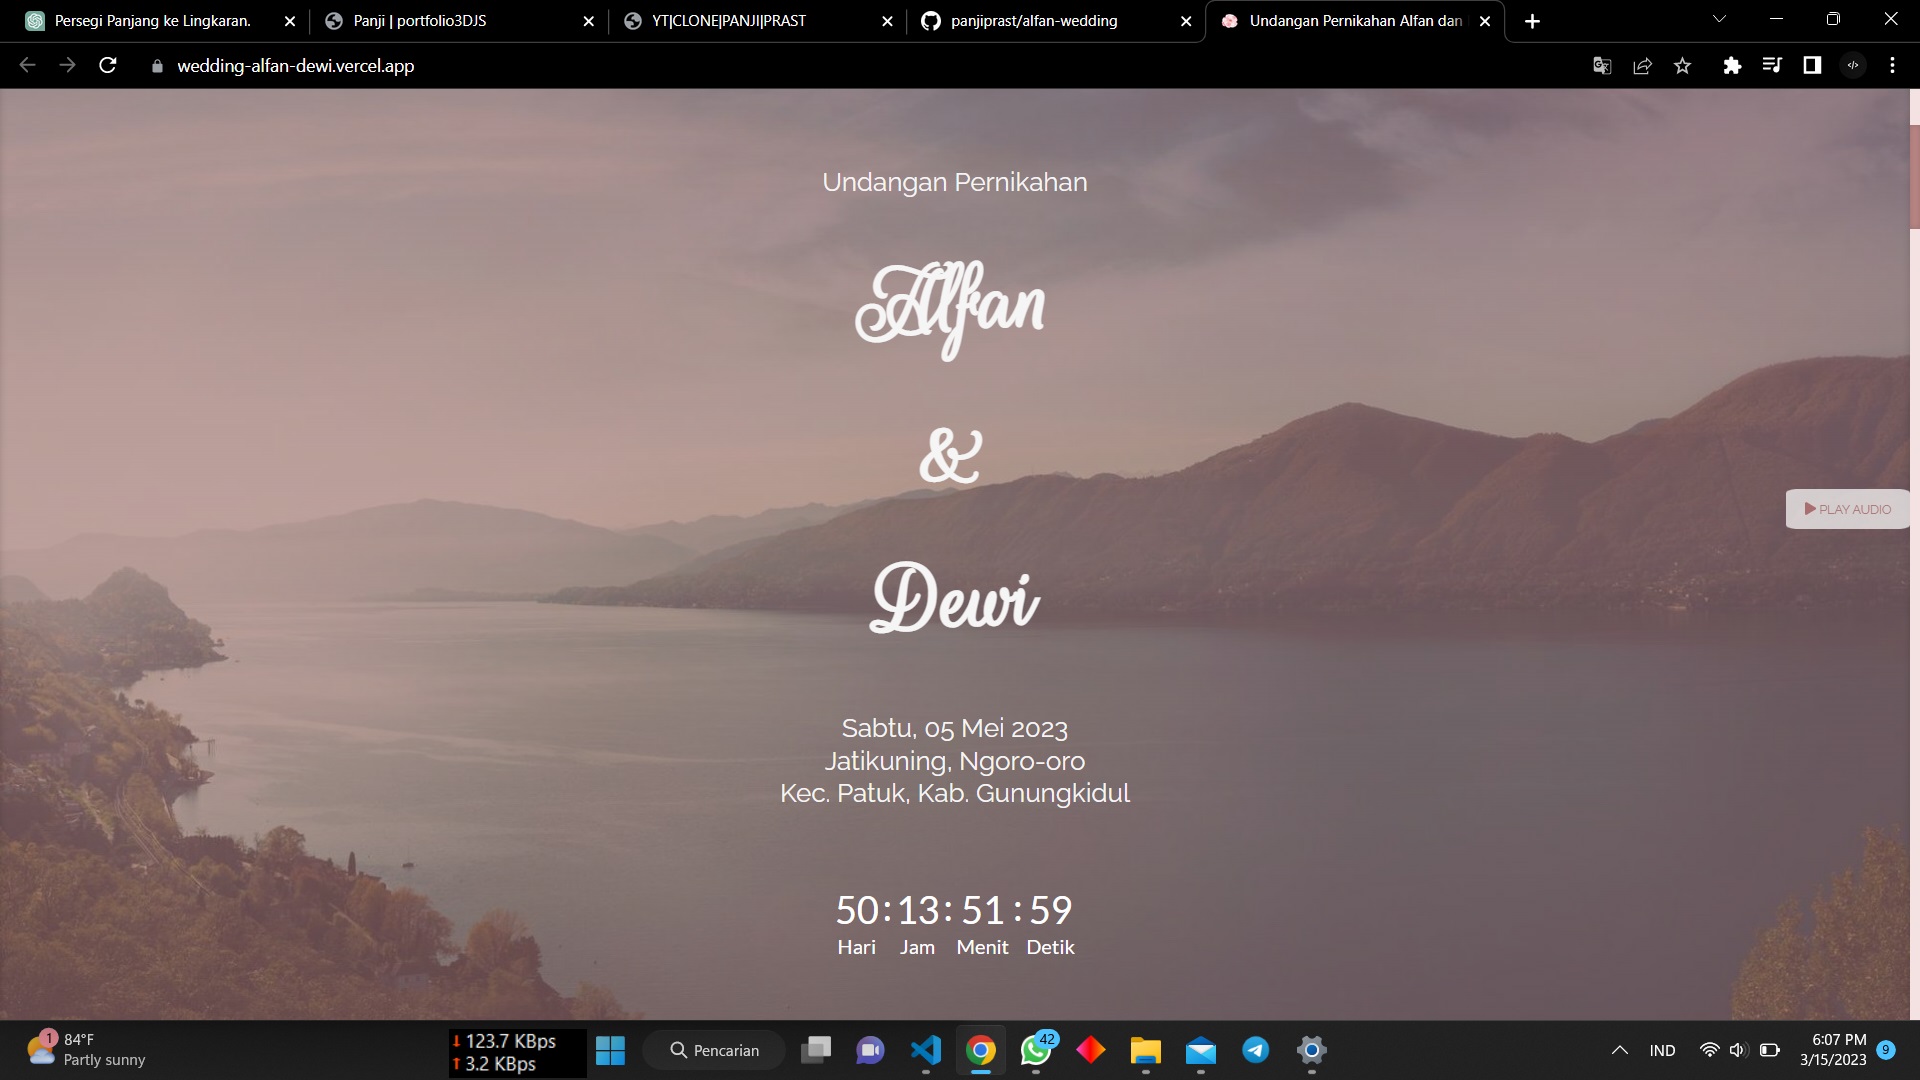 Persegi Panjang ke Lingkaran.
Panji | portfolio3DJS
YT|CLONE|PANJI|PRAST
panjiprast/alfan-wedding
Undangan Pernikahan Alfan dan
wedding-alfan-dewi.vercel.app
Undangan Pernikahan
Alfan
&
Dewi
PLAY AUDIO
Sabtu, 05 Mei 2023
Jatikuning, Ngoro-oro
Kec. Patuk, Kab. Gunungkidul
50 : 13 : 51 : 59
Hari Jam Menit Detik
1
84°F
Partly sunny
123.7 KBps
3.2 KBps
Pencarian
42
IND
6:07 PM
3/15/2023
9